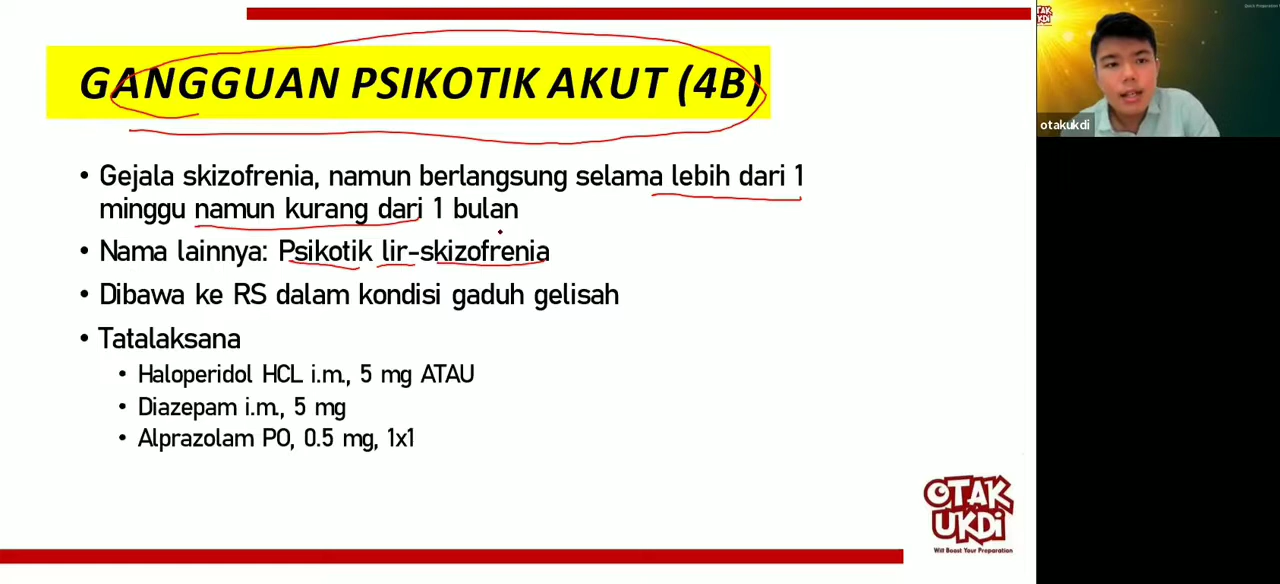 GANGGUAN PSIKOTIK AKUT (4B)
• Gejala skizofrenia, namun berlangsung selama lebih dari 1
minggu namun kurang dari 1 bulan
• Nama lainnya: Psikotik lir-skizofrenia
• Dibawa ke RS dalam kondisi gaduh gelisah
• Tatalaksana
• Haloperidol HCL i.m., 5 mg ATAU
• Diazepam i.m., 5 mg
• Alprazolam PO, 0.5 mg, 1x1
OTAK
UKDi
Will Boost Your Preparation
otakukdi